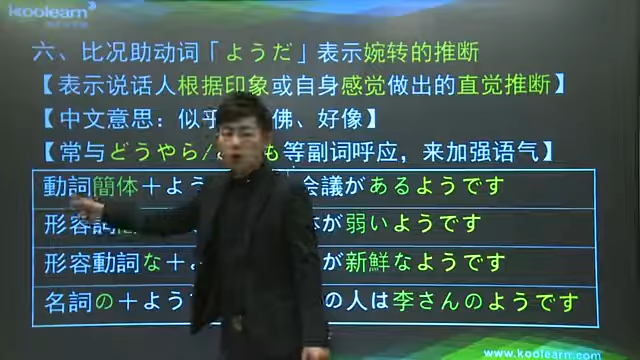 koolearn
六、比况助动词「ようだ」表示婉转的推断
【表示说话人根据印象或自身感觉做出的直觉推断】
【中文意思：似乎 佛、好像】
【常与どうやら/ も等副词呼应，来加强语气】
動詞簡体＋よう 会議があるようです
形容詞 が弱いようです
形容動詞な＋よ が新鮮なようです
名詞の＋よう の人は李さんのようです
www.koolearn.com